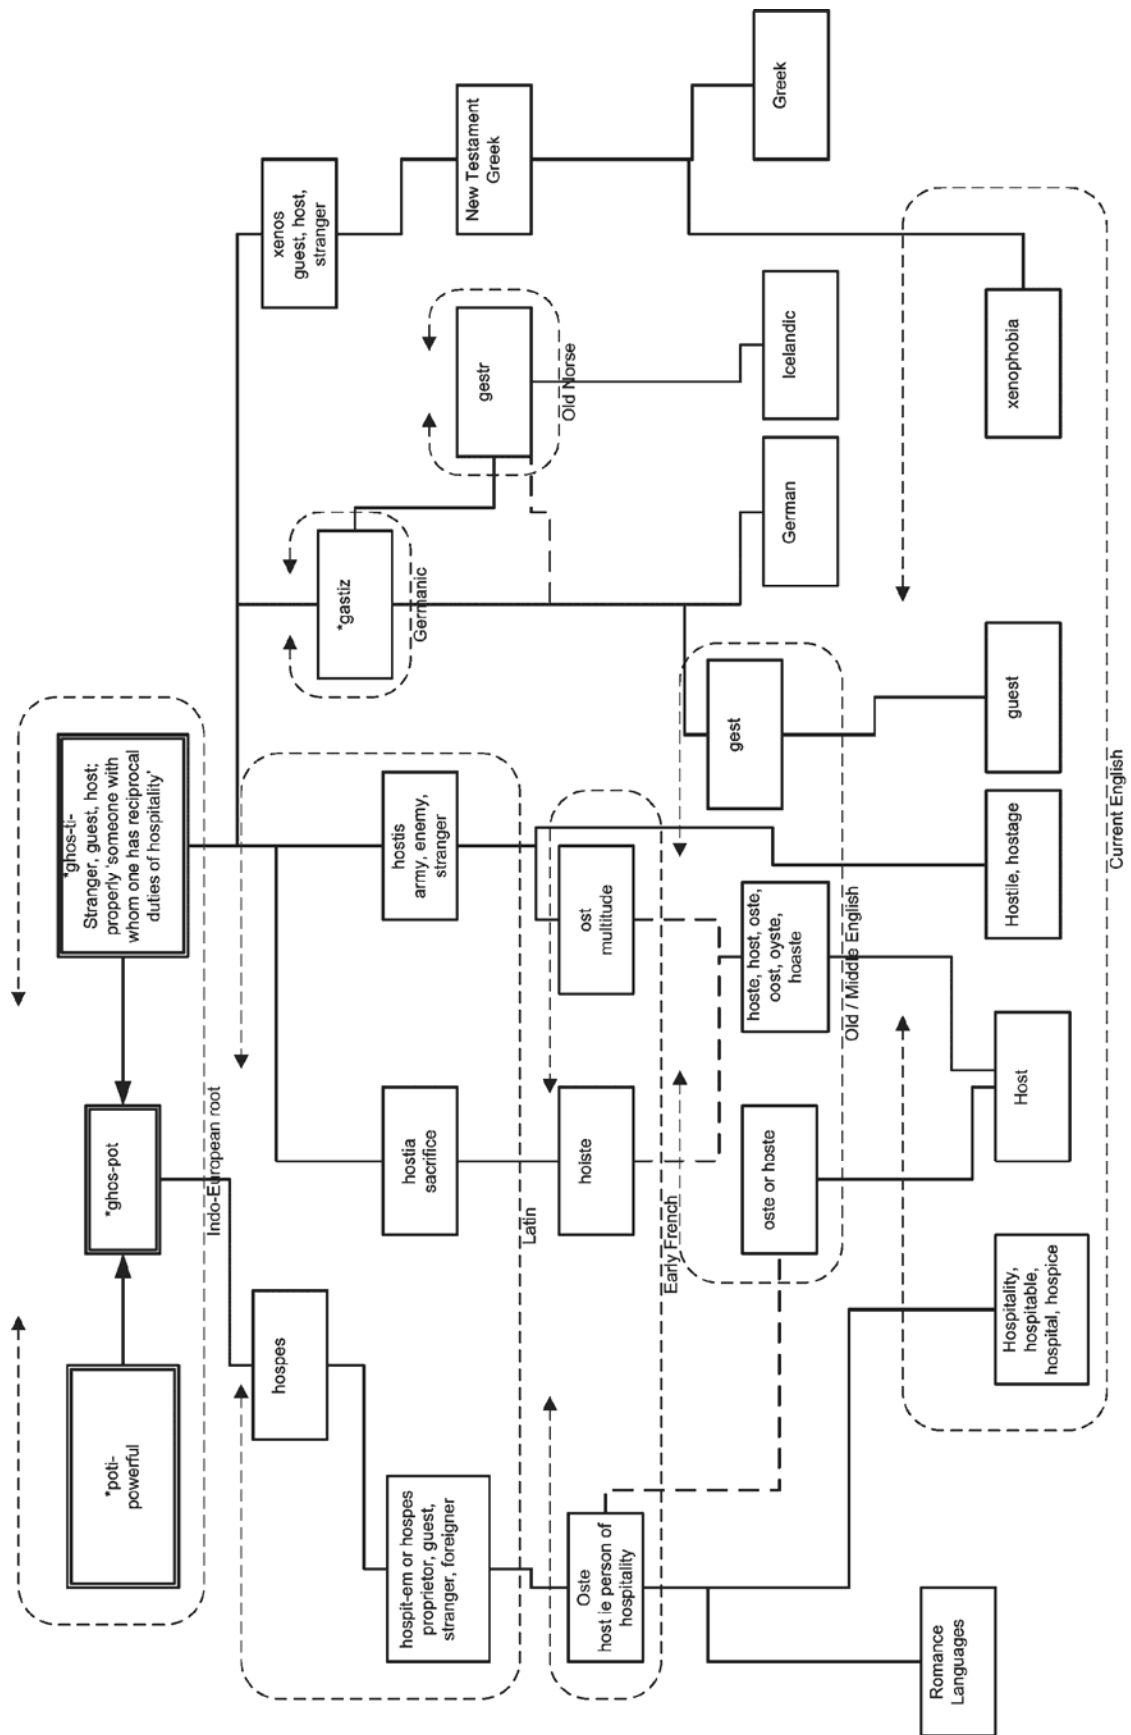 *poti-
powerful
*ghos-pot
*ghos-ti-
Stranger, guest, host;
properly 'someone with
whom one has reciprocal
duties of hospitality'
Indo-European root
hospes
hospit-em or hospes
proprietor, guest,
stranger, foreigner
hostia
sacrifice
hostis
army, enemy,
stranger
Latin
*gastiz
Germanic
gestr
Old Norse
xenos
guest, host,
stranger
New Testament
Greek
Oste
host ie person of
hospitality
hoiste
ost
multitude
Early French
oste or hoste
hoste, host, oste,
oost, oyste,
hoaste
gest
Old / Middle English
German
Icelandic
Greek
Romance
Languages
Hospitality,
hospitable,
hospital, hospice
Host
Hostile, hostage
guest
xenophobia
Current English